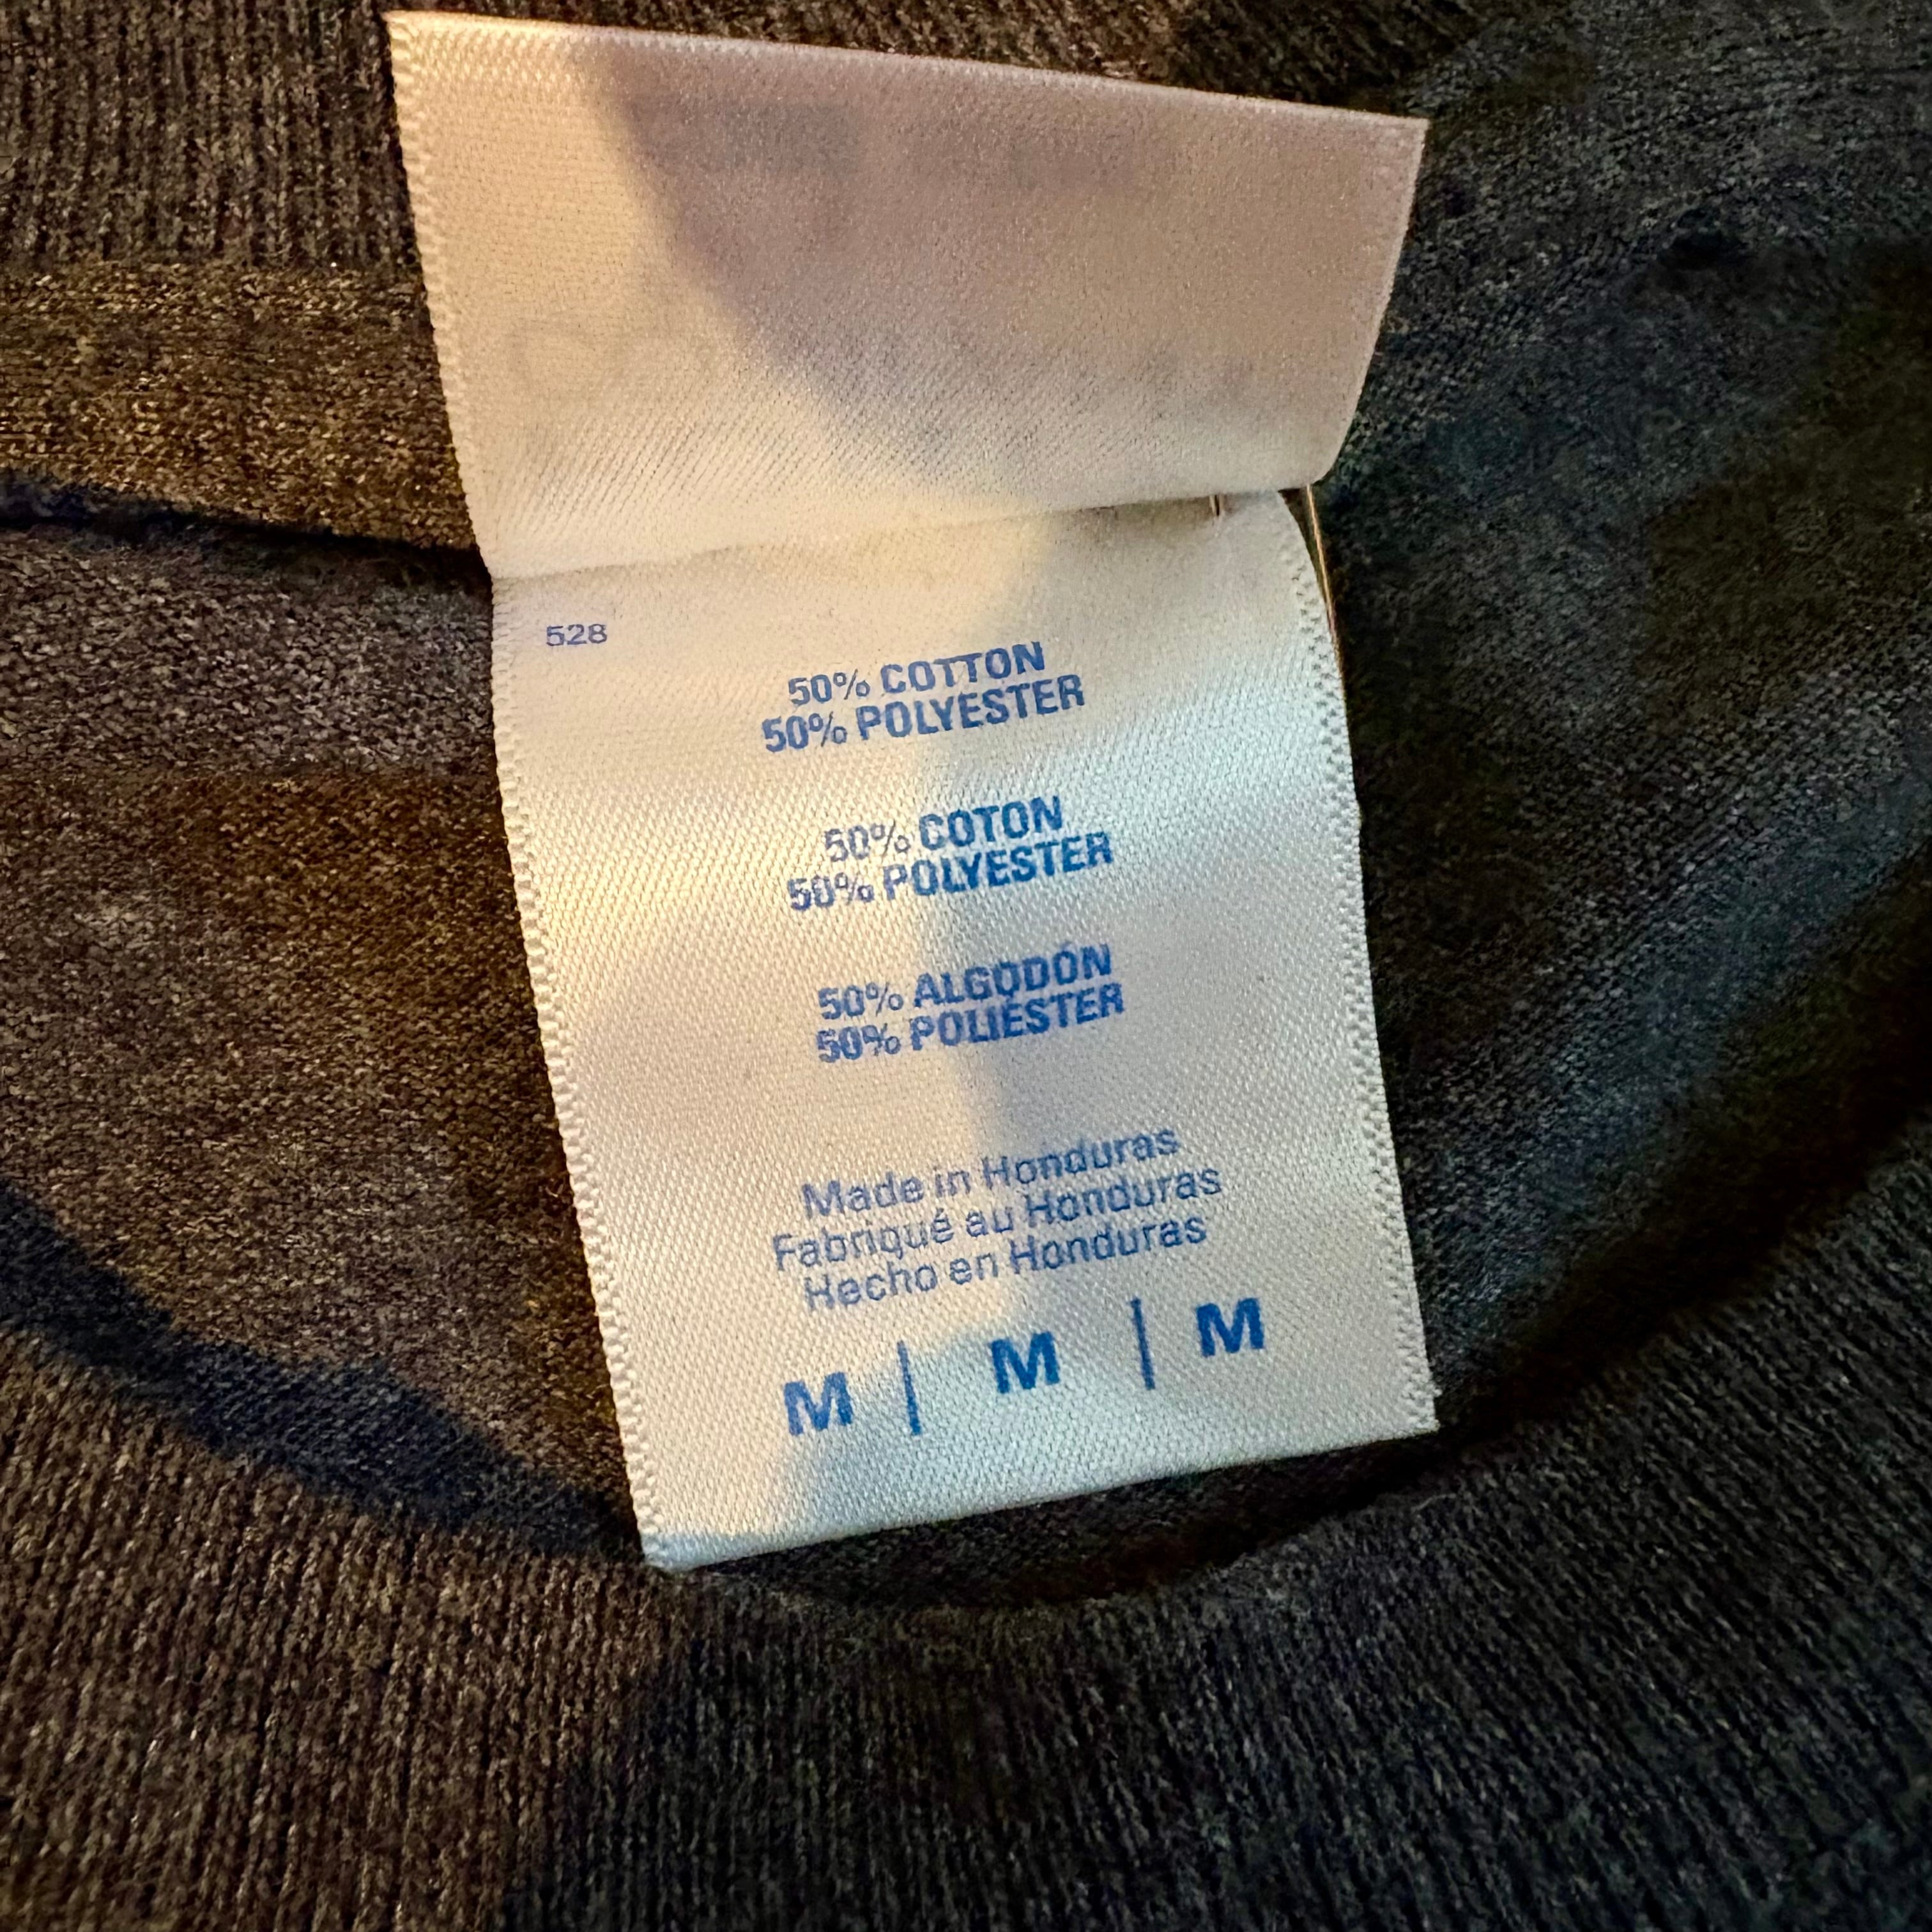 528
50% COTTON
50% POLYESTER
50% COTON
50% POLYESTER
50% ALGODÓN
50% POLIÉSTER
Made in Honduras
Fabriqué au Honduras
Hecho en Honduras
M | M | M